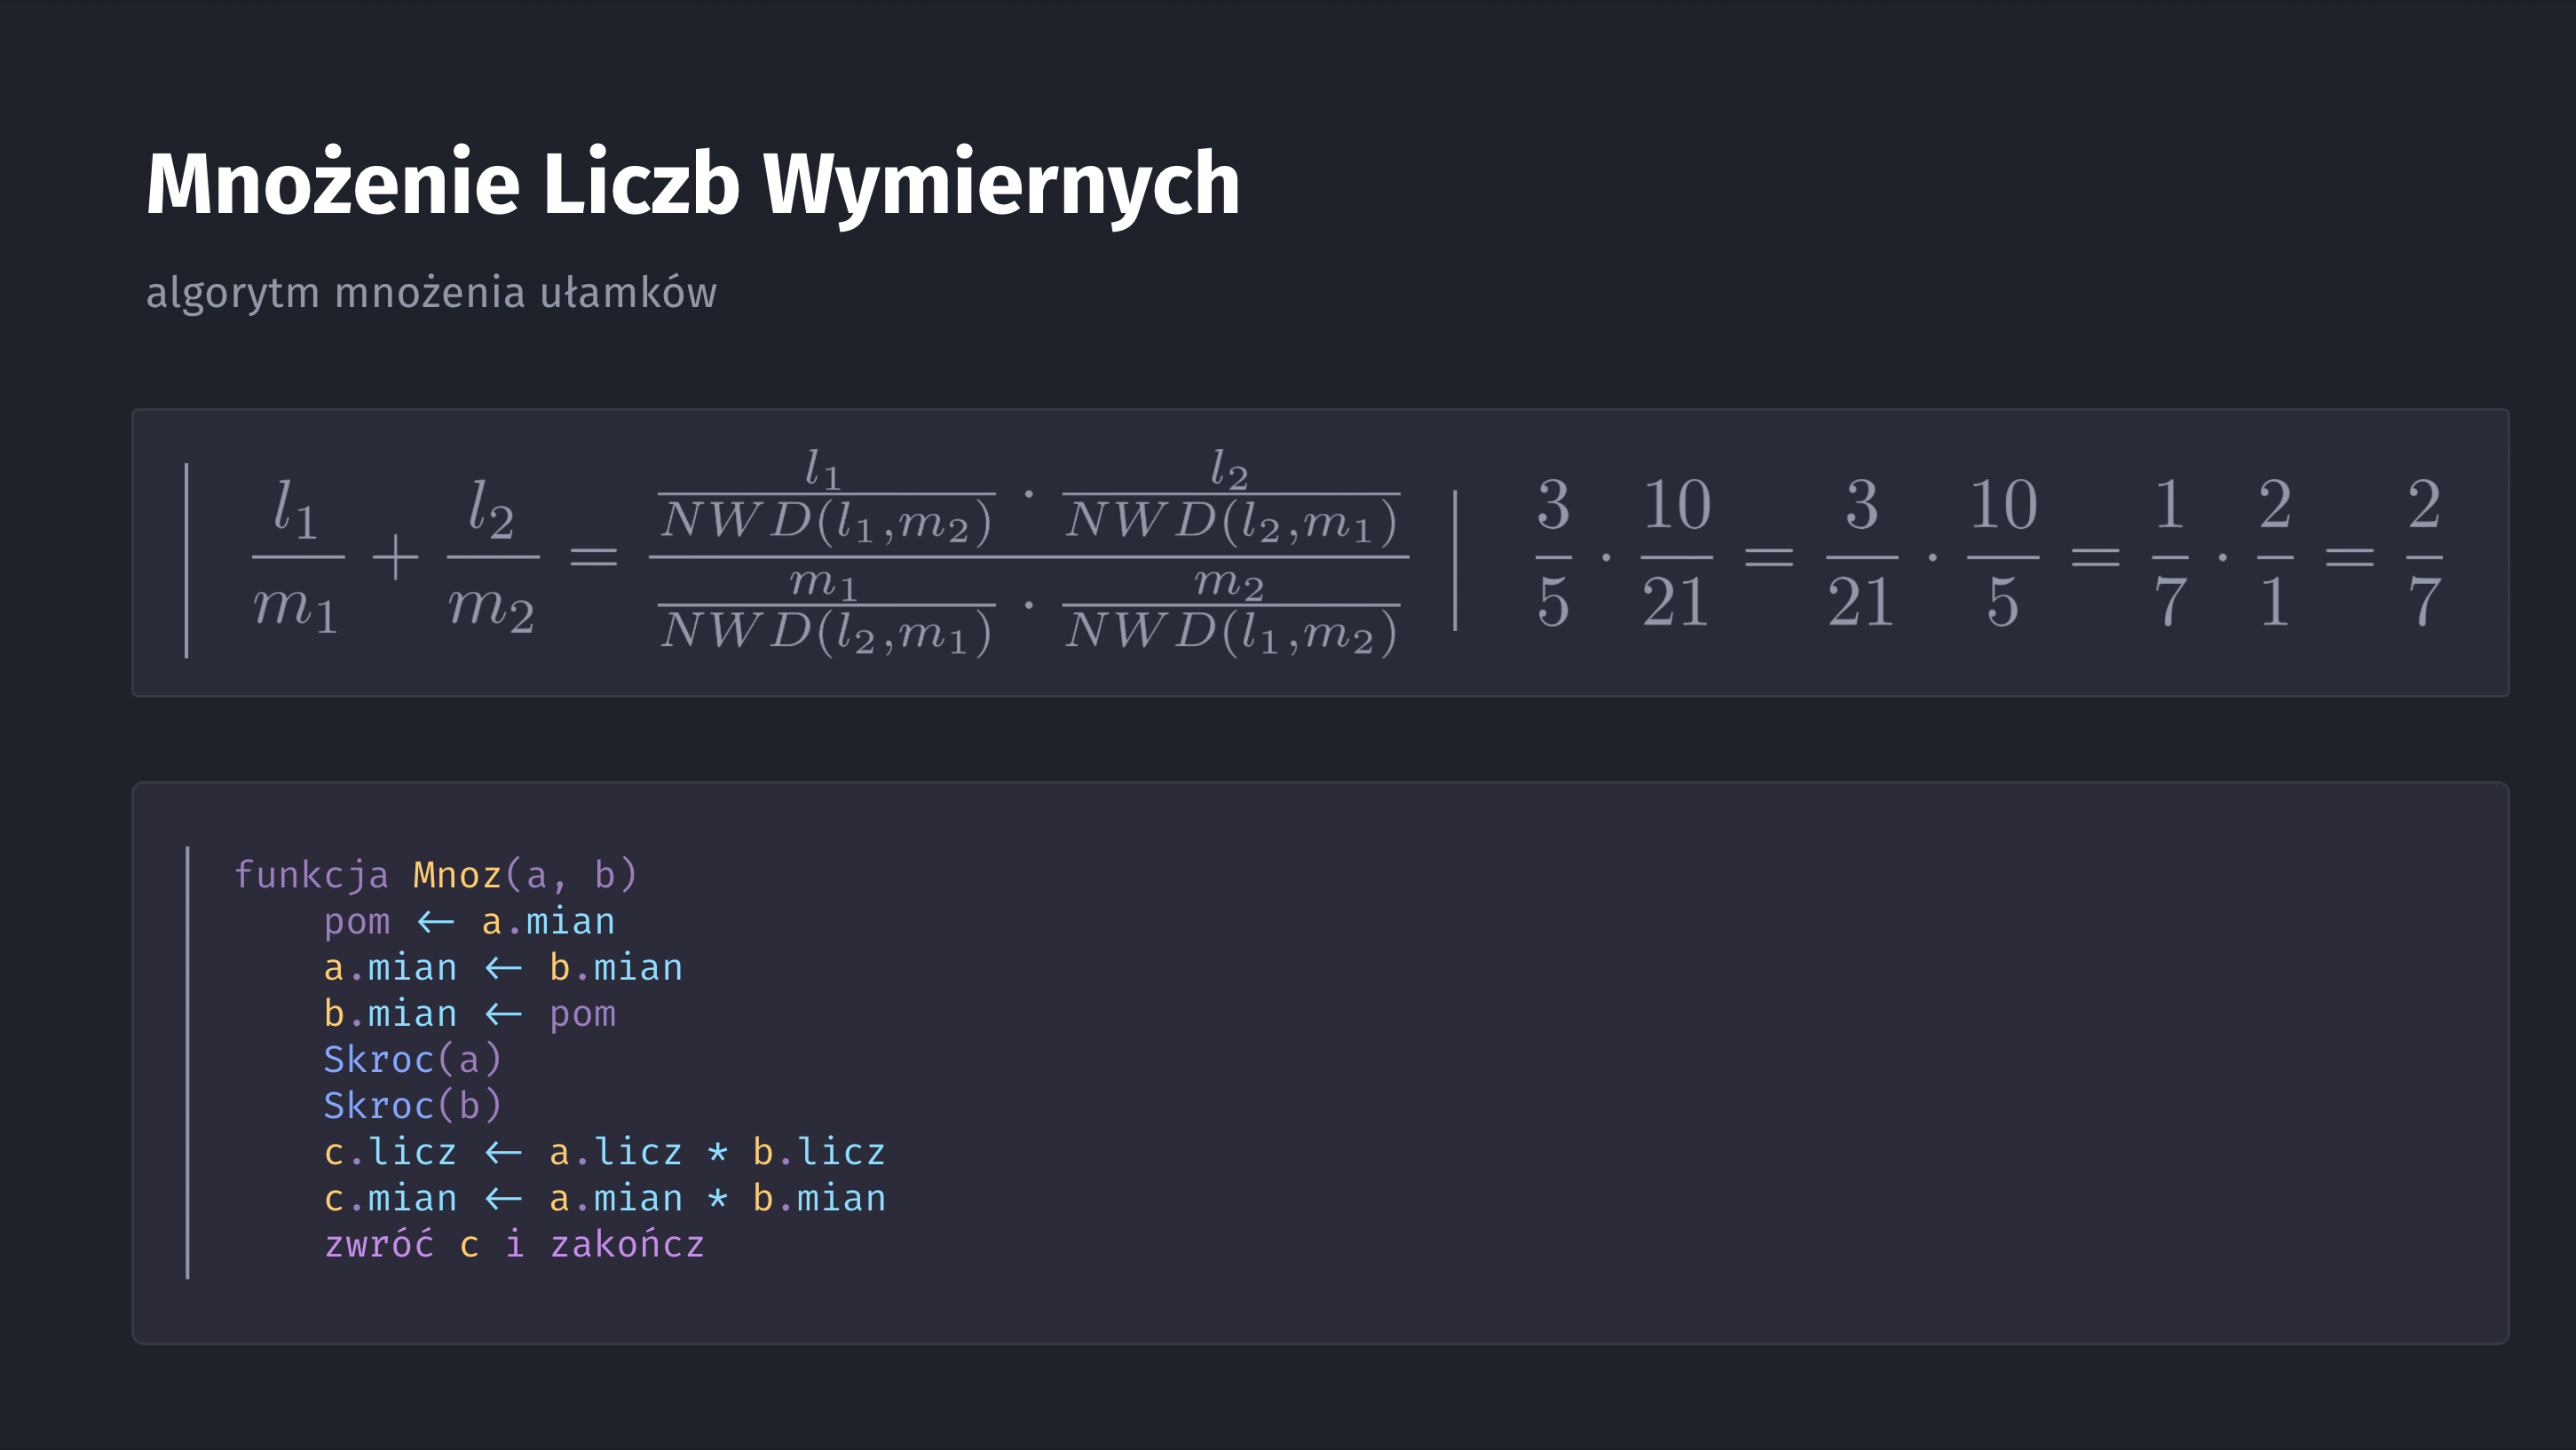 Mnożenie Liczb Wymiernych
algorytm mnożenia ułamków
\frac{l_1}{m_1} + \frac{l_2}{m_2} = \frac{\frac{l_1}{NWD(l_1,m_2)} \cdot \frac{l_2}{NWD(l_2,m_1)}}{\frac{m_1}{NWD(l_2,m_1)} \cdot \frac{m_2}{NWD(l_1,m_2)}} | \frac{3}{5} \cdot \frac{10}{21} = \frac{3}{21} \cdot \frac{10}{5} = \frac{1}{7} \cdot \frac{2}{1} = \frac{2}{7}
funkcja Mnoz(a, b)
pom ← a.mian
a.mian ← b.mian
b.mian ← pom
Skroc(a)
Skroc(b)
c.licz ← a.licz * b.licz
c.mian ← a.mian * b.mian
zwróć c i zakończ